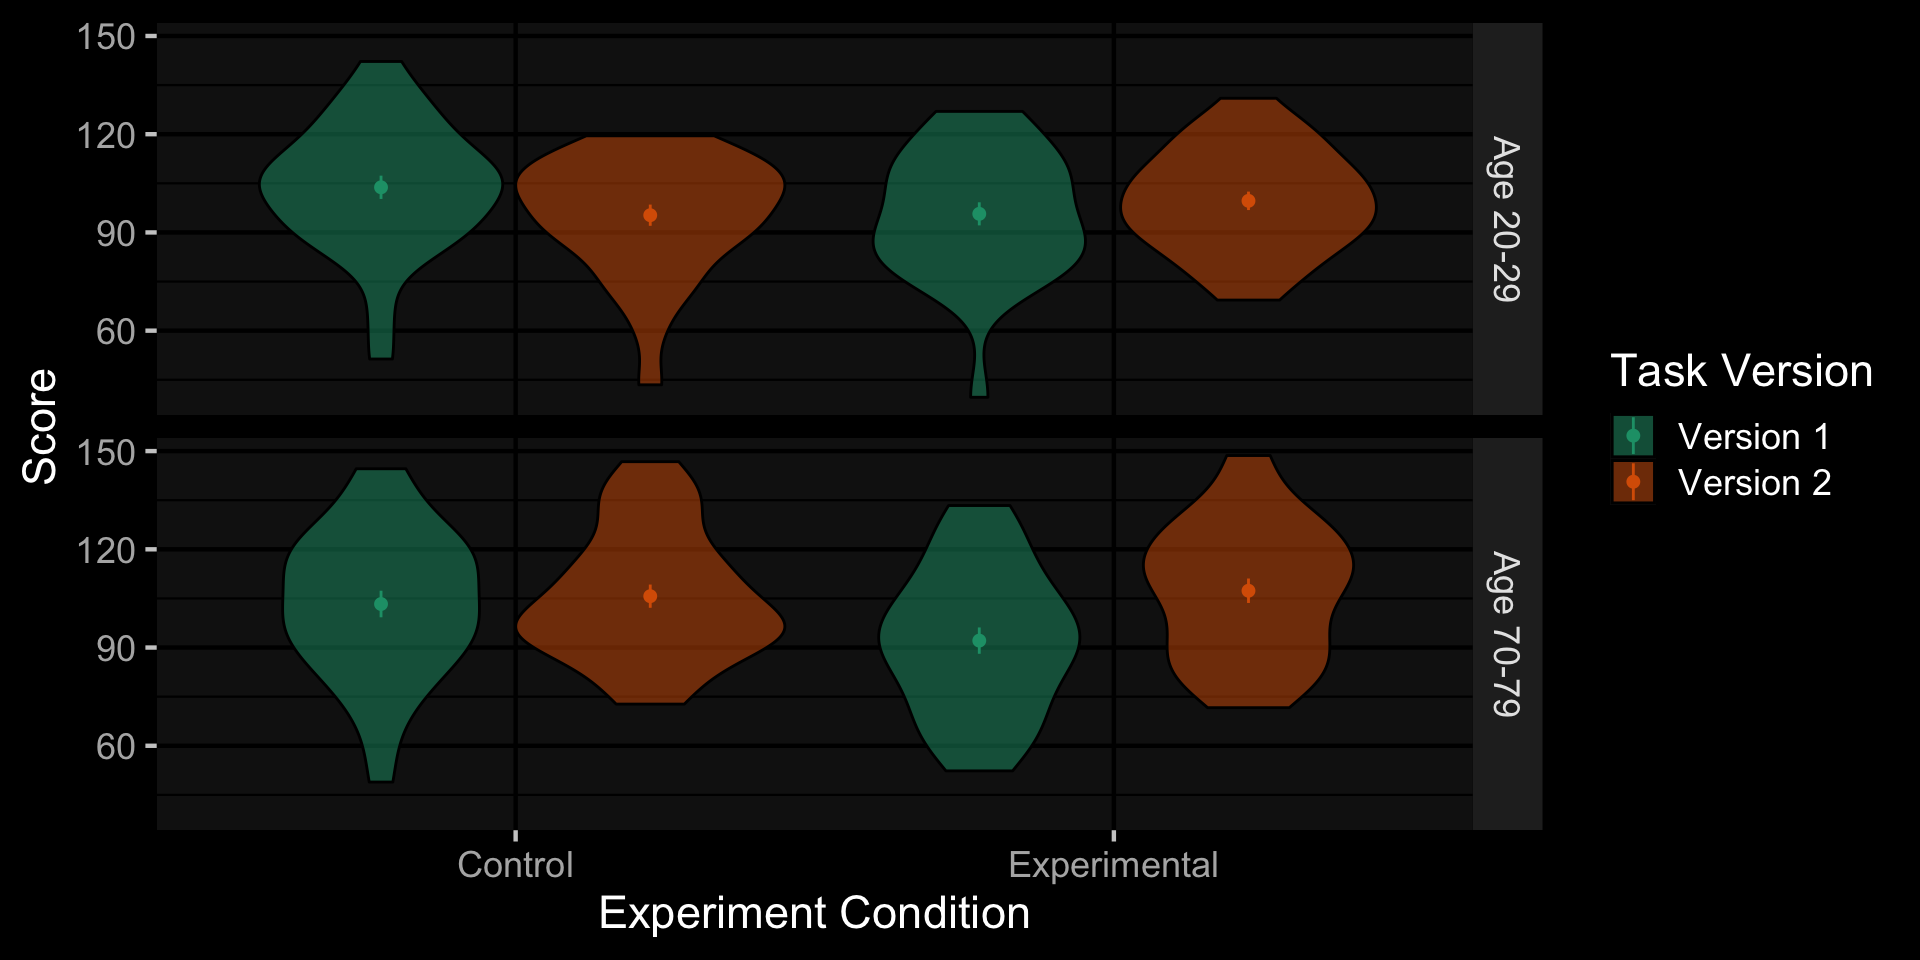 Score
150
120
90
60
Age 20-29
150
120
90
60
Age 70-79
Control
Experimental
Experiment Condition
Task Version
Version 1
Version 2